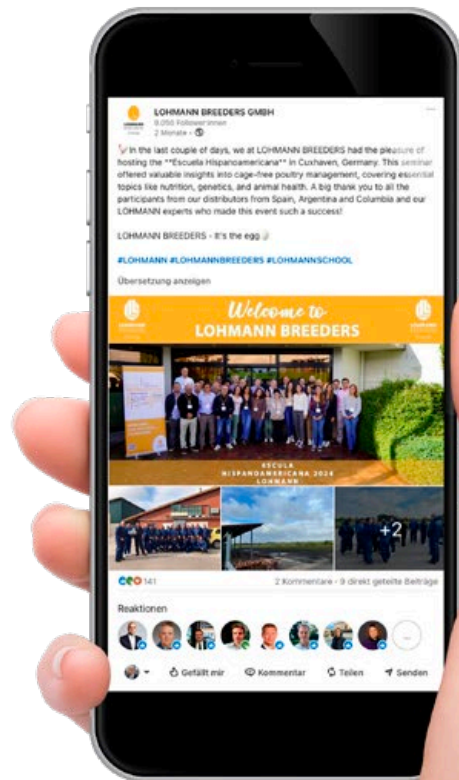 LOHMANN BREEDERS GMBH
9.056 Follower:innen
2 Monate •
In the last couple of days, we at LOHMANN BREEDERS had the pleasure of
hosting the **Escuela Hispanoamericana** in Cuxhaven, Germany. This seminar
offered valuable insights into cage-free poultry management, covering essential
topics like nutrition, genetics, and animal health. A big thank you to all the
participants from our distributors from Spain, Argentina and Columbia and our
LOHMANN experts who made this event such a success!
LOHMANN BREEDERS - It's the egg
#LOHMANN #LOHMANNBREEDERS #LOHMANNSCHOOL
Übersetzung anzeigen
Welcome to
LOHMANN BREEDERS
ESCULA
HISPANOAMERICANA 2024
LOHMANN
+2
141
2 Kommentare • 9 direkt geteilte Beiträge
Reaktionen
...
Gefällt mir
Kommentar
Teilen
Senden